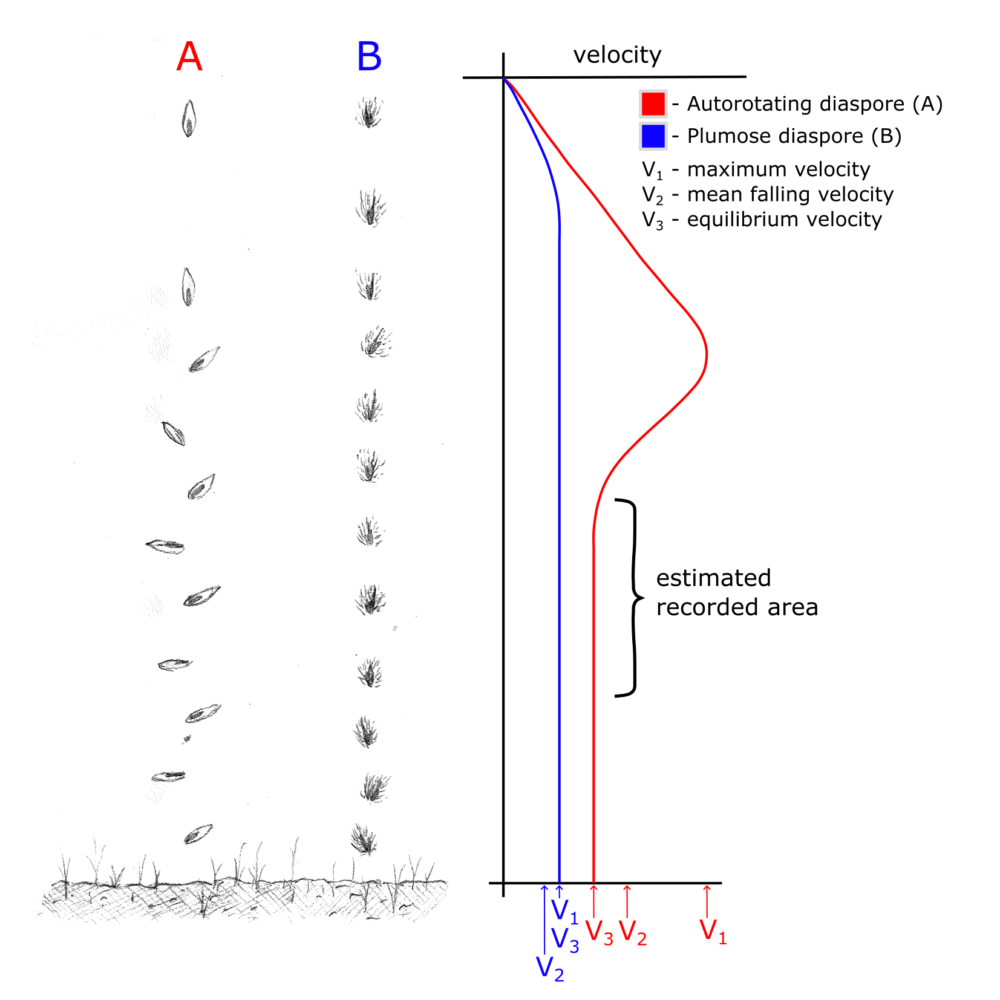 A
B
velocity
- Autorotating diaspore (A)
- Plumose diaspore (B)
V₁ - maximum velocity
V₂ - mean falling velocity
V₃ - equilibrium velocity
estimated
recorded area
V₁
V₃
V₂
V₃
V₂
V₁